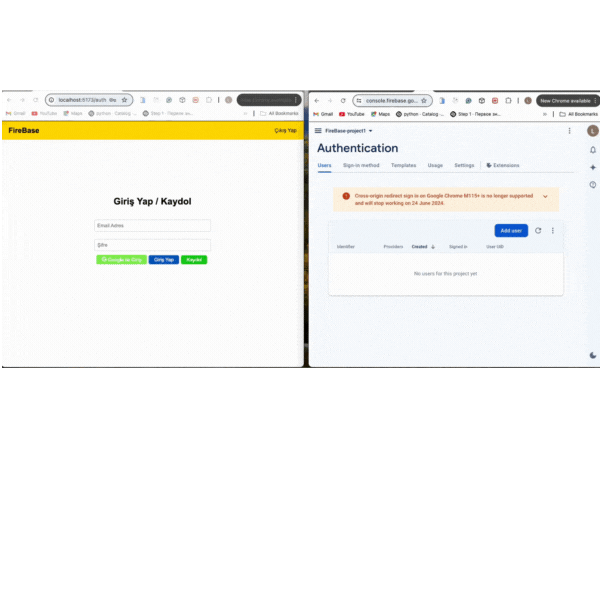 localhost:5173/auth
Gmail YouTube Maps python - Catalog ... Step 1 - Первое зн... » All Bookmarks
FireBase
Çıkış Yap
Giriş Yap / Kaydol
Email Adres
Şifre
Google ile Giriş Giriş Yap Kaydol
console.firebase.go... New Chrome available
Gmail YouTube Maps python - Catalog ... Step 1 - Первое зн... » All Bookmarks
FireBase-project1
L
Authentication
Users Sign-in method Templates Usage Settings Extensions
Cross-origin redirect sign-in on Google Chrome M115+ is no longer supported
and will stop working on 24 June 2024.
Add user
Identifier Providers Created Signed in User UID
No users for this project yet